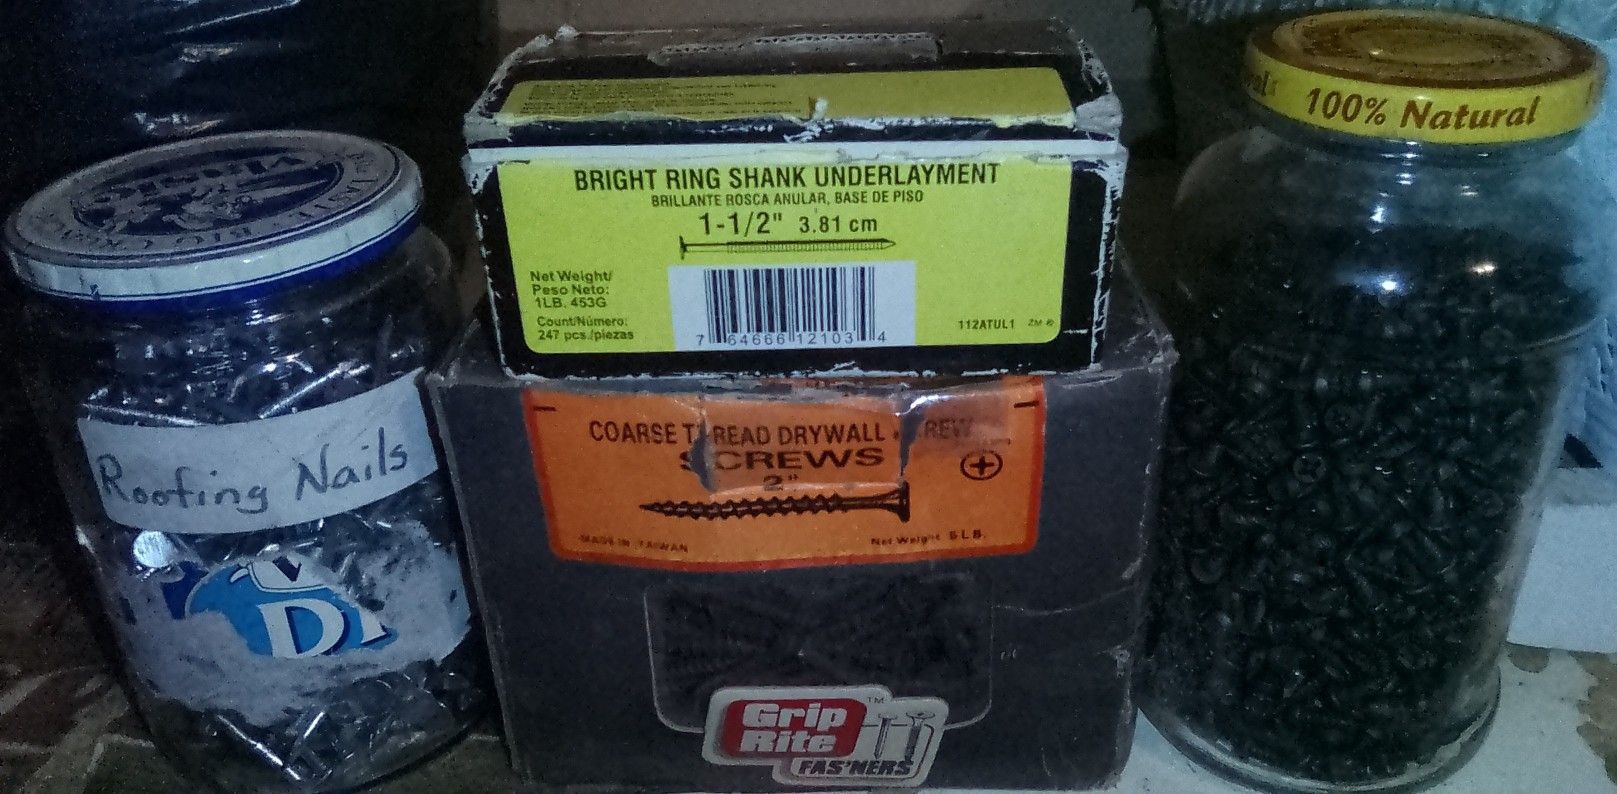 100% Natural
BRIGHT RING SHANK UNDERLAYMENT
BRILLANTE ROSCA ANULAR, BASE DE PISO
1-1/2" 3.81 cm
Net Weight/
Peso Neto:
1LB. 453G
Count/Número:
247 pcs./piezas
7 64666 12103 4
112ATUL1
Roofing Nails
COARSE THREAD DRYWALL
SCREWS
2"
MADE IN TAIWAN
Net Weight 5 LB.
Grip
Rite
TM
FAS'NERS